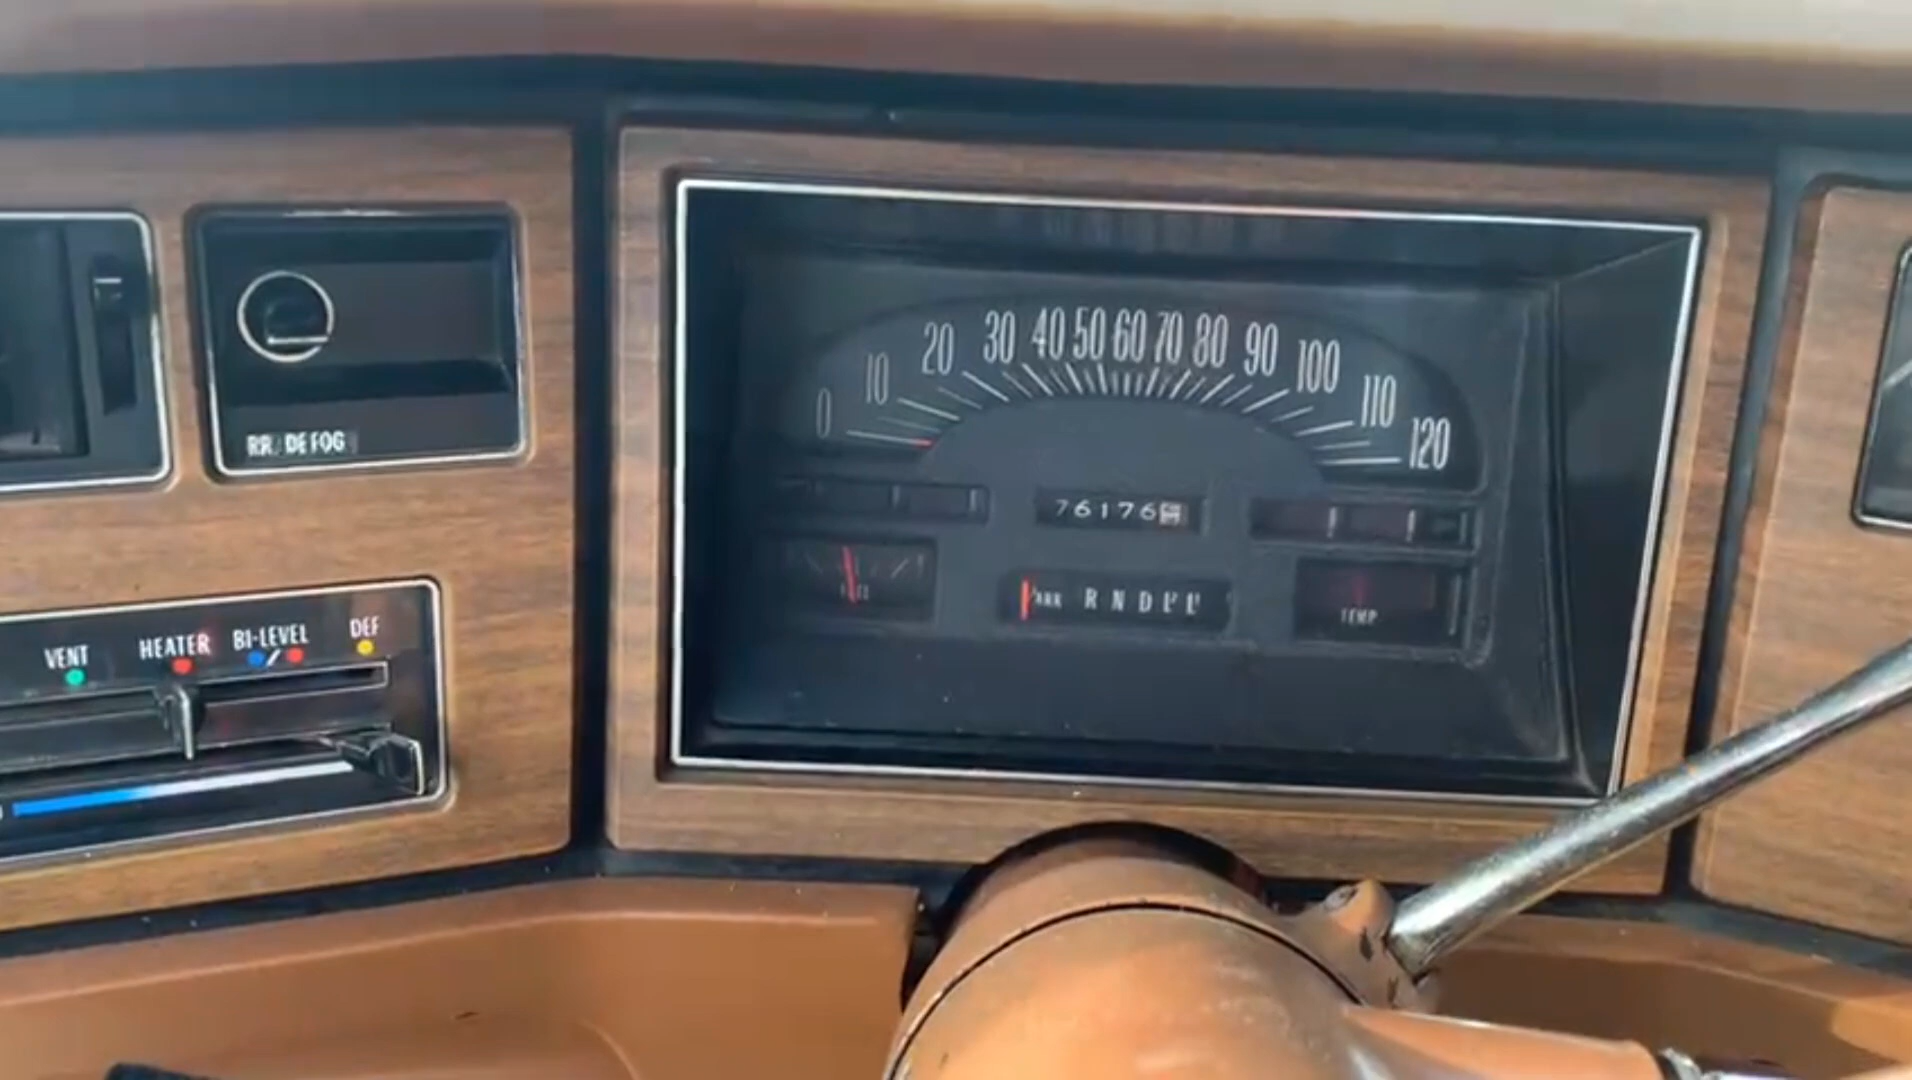 0 10 20 30 40 50 60 70 80 90 100 110 120
RR. DEFOG
76176
PARK R N D L L
TEMP
VENT HEATER BI-LEVEL DEF